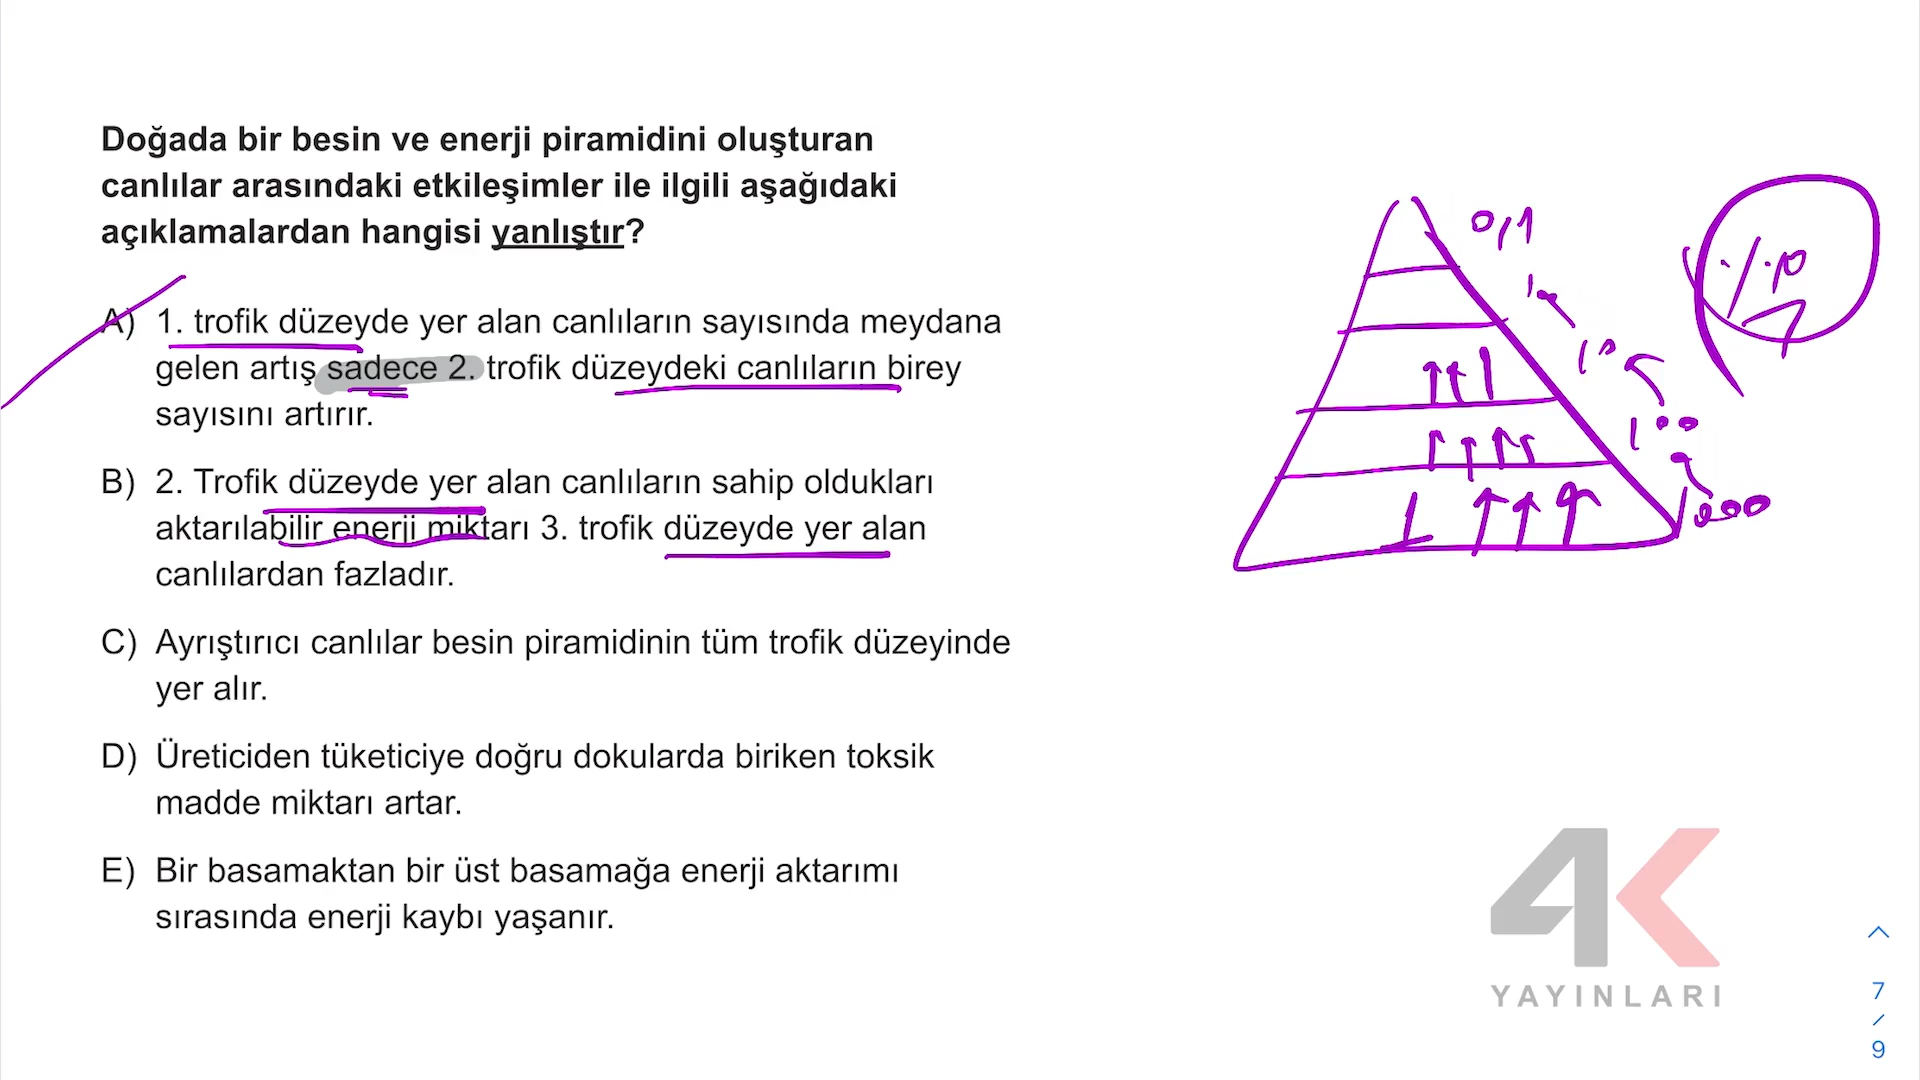 Doğada bir besin ve enerji piramidini oluşturan
canlılar arasındaki etkileşimler ile ilgili aşağıdaki
açıklamalardan hangisi yanlıştır?
A) 1. trofik düzeyde yer alan canlıların sayısında meydana
gelen artış sadece 2. trofik düzeydeki canlıların birey
sayısını artırır.
B) 2. Trofik düzeyde yer alan canlıların sahip oldukları
aktarılabilir enerji miktarı 3. trofik düzeyde yer alan
canlılardan fazladır.
C) Ayrıştırıcı canlılar besin piramidinin tüm trofik düzeyinde
yer alır.
D) Üreticiden tüketiciye doğru dokularda biriken toksik
madde miktarı artar.
E) Bir basamaktan bir üst basamağa enerji aktarımı
sırasında enerji kaybı yaşanır.
0,1
10
100
1000
%10
4K
YAYINLARI
7
/
9